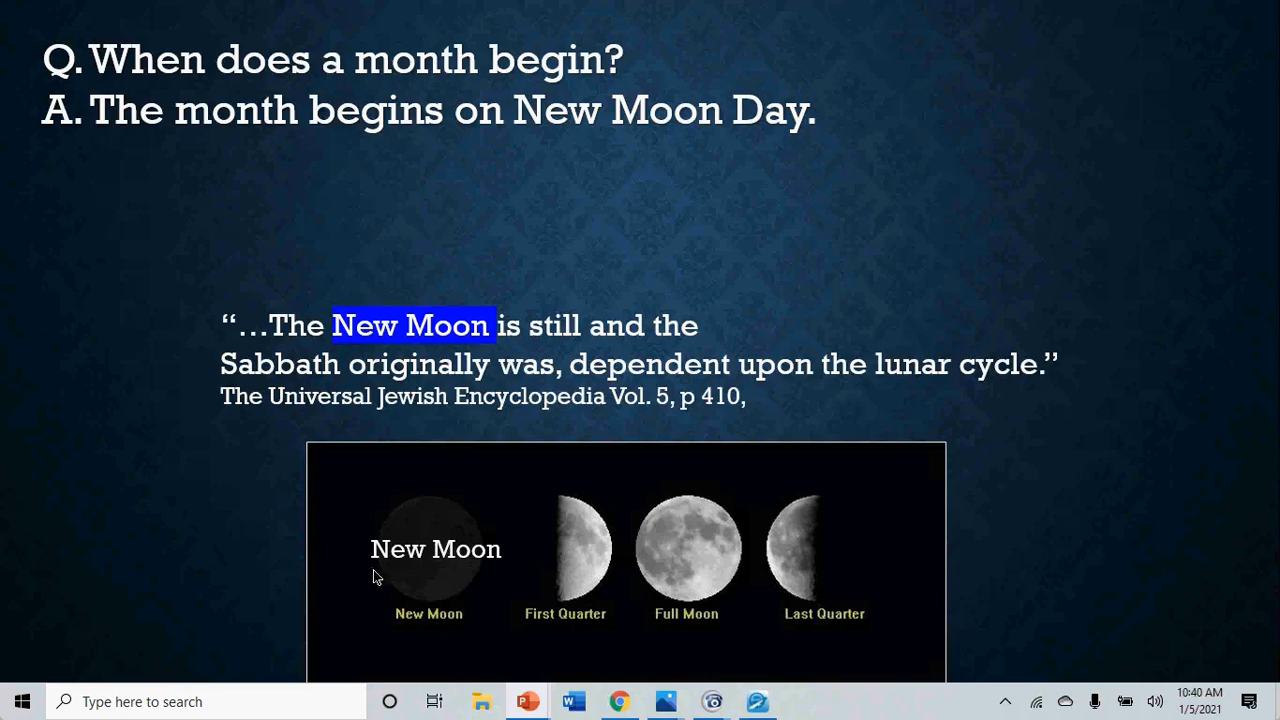 Q. When does a month begin?
A. The month begins on New Moon Day.
“…The New Moon is still and the
Sabbath originally was, dependent upon the lunar cycle.”
The Universal Jewish Encyclopedia Vol. 5, p 410,
New Moon
New Moon First Quarter Full Moon Last Quarter
Type here to search
10:40 AM
1/5/2021